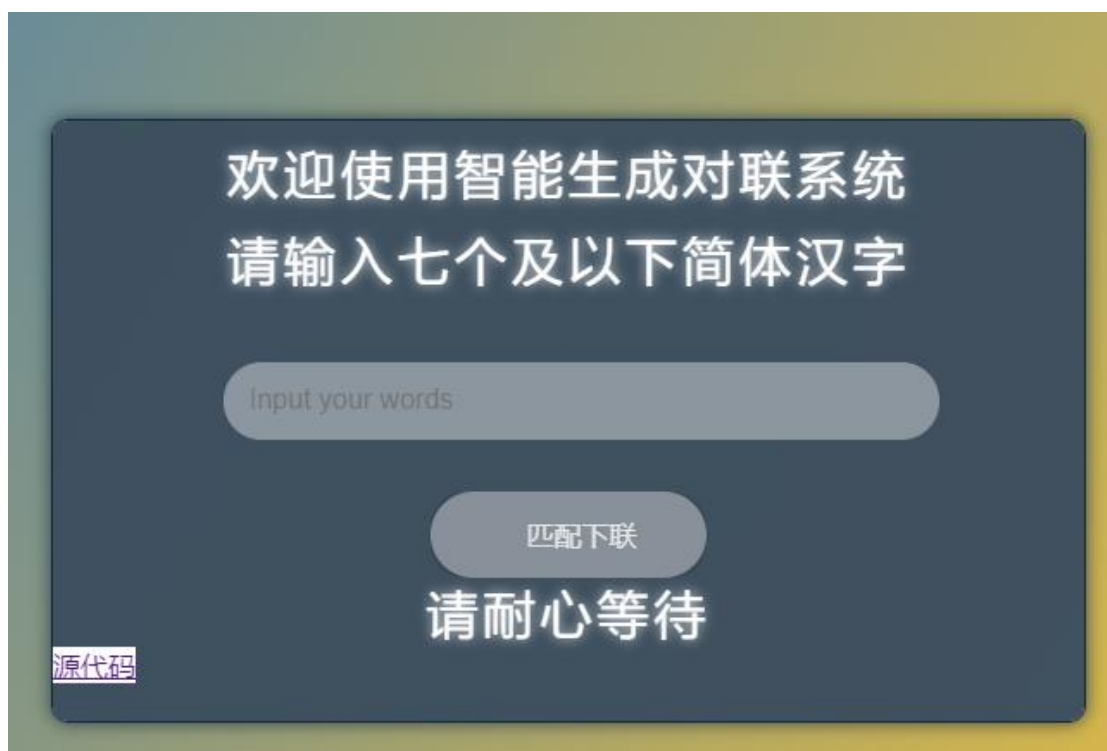 欢迎使用智能生成对联系统
请输入七个及以下简体汉字
Input your words
匹配下联
请耐心等待
源代码